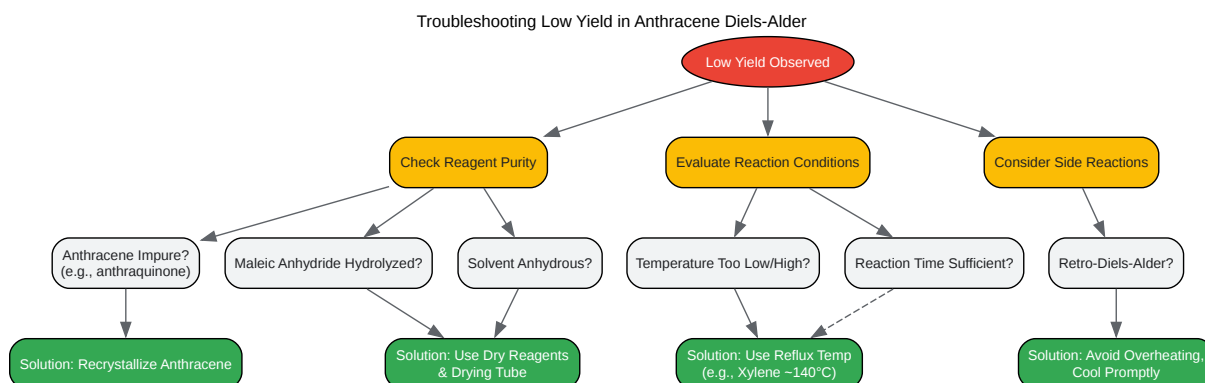 Troubleshooting Low Yield in Anthracene Diels-Alder
Low Yield Observed
Check Reagent Purity
Evaluate Reaction Conditions
Consider Side Reactions
Anthracene Impure?
(e.g., anthraquinone)
Maleic Anhydride Hydrolyzed?
Solvent Anhydrous?
Temperature Too Low/High?
Reaction Time Sufficient?
Retro-Diels-Alder?
Solution: Recrystallize Anthracene
Solution: Use Dry Reagents
& Drying Tube
Solution: Use Reflux Temp
(e.g., Xylene ~140°C)
Solution: Avoid Overheating,
Cool Promptly